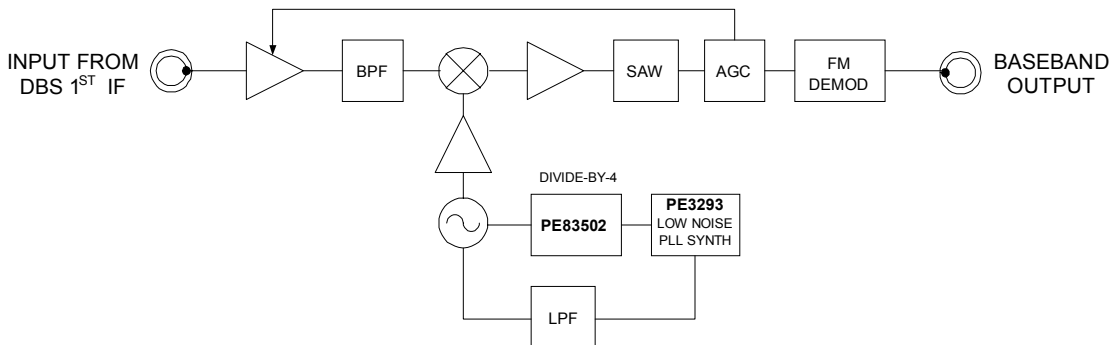 INPUT FROM
DBS 1ST IF
BPF
SAW
AGC
FM
DEMOD
BASEBAND
OUTPUT
DIVIDE-BY-4
PE83502
PE3293
LOW NOISE
PLL SYNTH
LPF